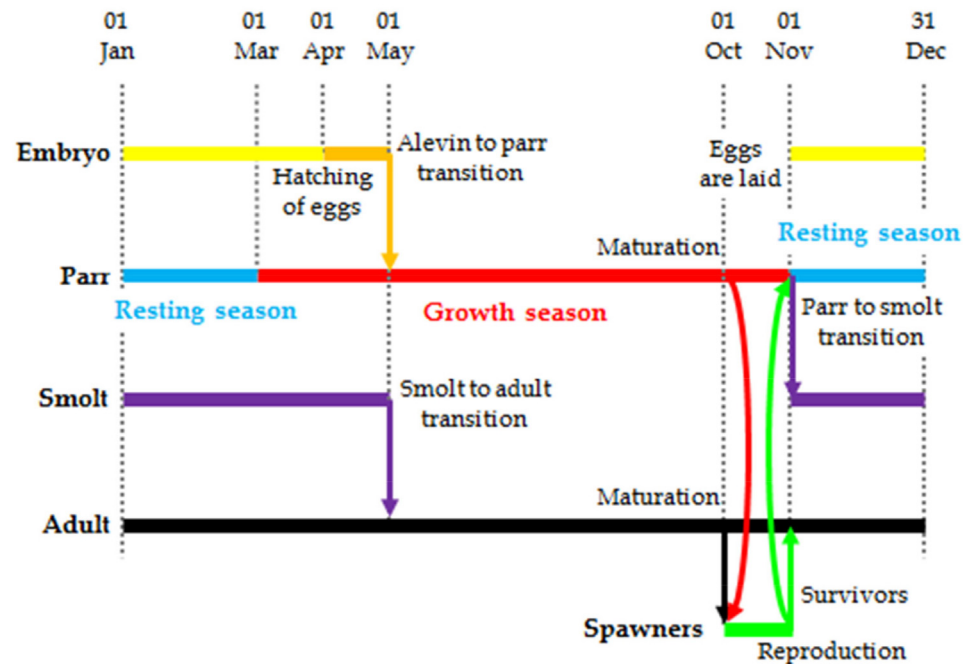 01 01 01 01 01 01 31
Jan Mar Apr May Oct Nov Dec
Embryo
Alevin to parr
transition
Hatching
of eggs
Eggs
are laid
Maturation
Resting season
Parr
Resting season
Growth season
Parr to smolt
transition
Smolt
Smolt to adult
transition
Maturation
Adult
Survivors
Spawners
Reproduction